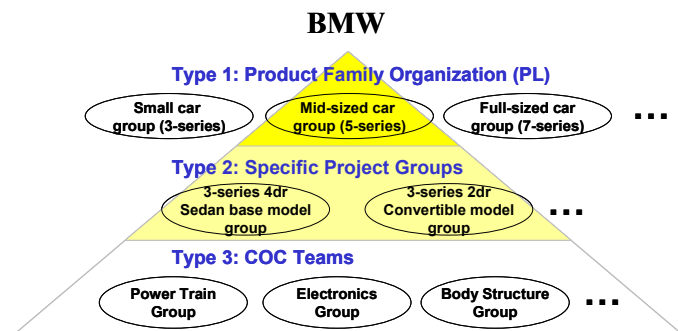 BMW
Type 1: Product Family Organization (PL)
Small car
group (3-series)
Mid-sized car
group (5-series)
Full-sized car
group (7-series)
...
Type 2: Specific Project Groups
3-series 4dr
Sedan base model
group
3-series 2dr
Convertible model
group
...
Type 3: COC Teams
Power Train
Group
Electronics
Group
Body Structure
Group
...